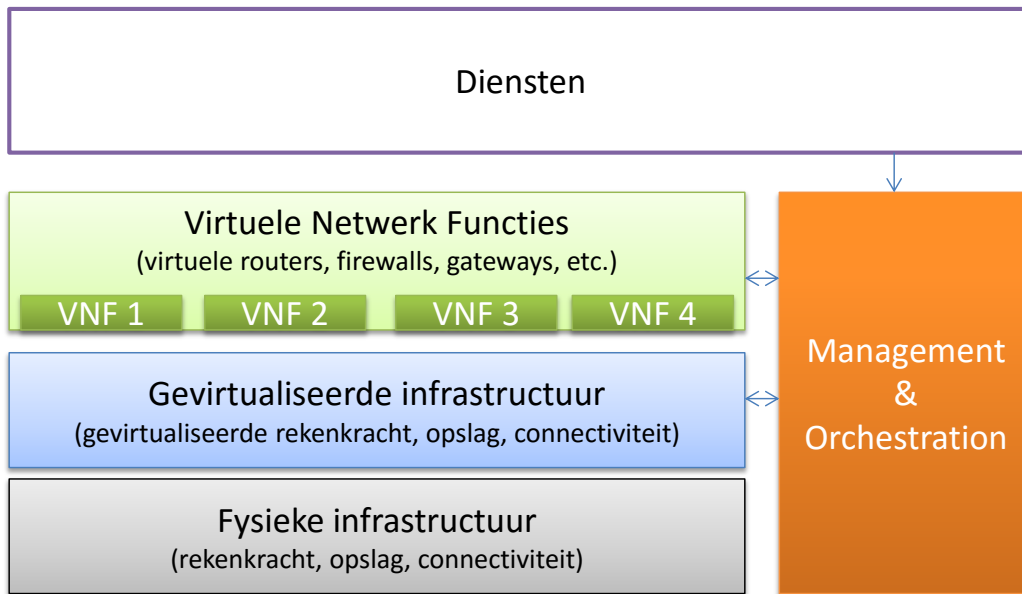 Diensten
Virtuele Netwerk Functies
(virtuele routers, firewalls, gateways, etc.)
VNF 1
VNF 2
VNF 3
VNF 4
Gevirtualiseerde infrastructuur
(gevirtualiseerde rekenkracht, opslag, connectiviteit)
Fysieke infrastructuur
(rekenkracht, opslag, connectiviteit)
Management
&
Orchestration